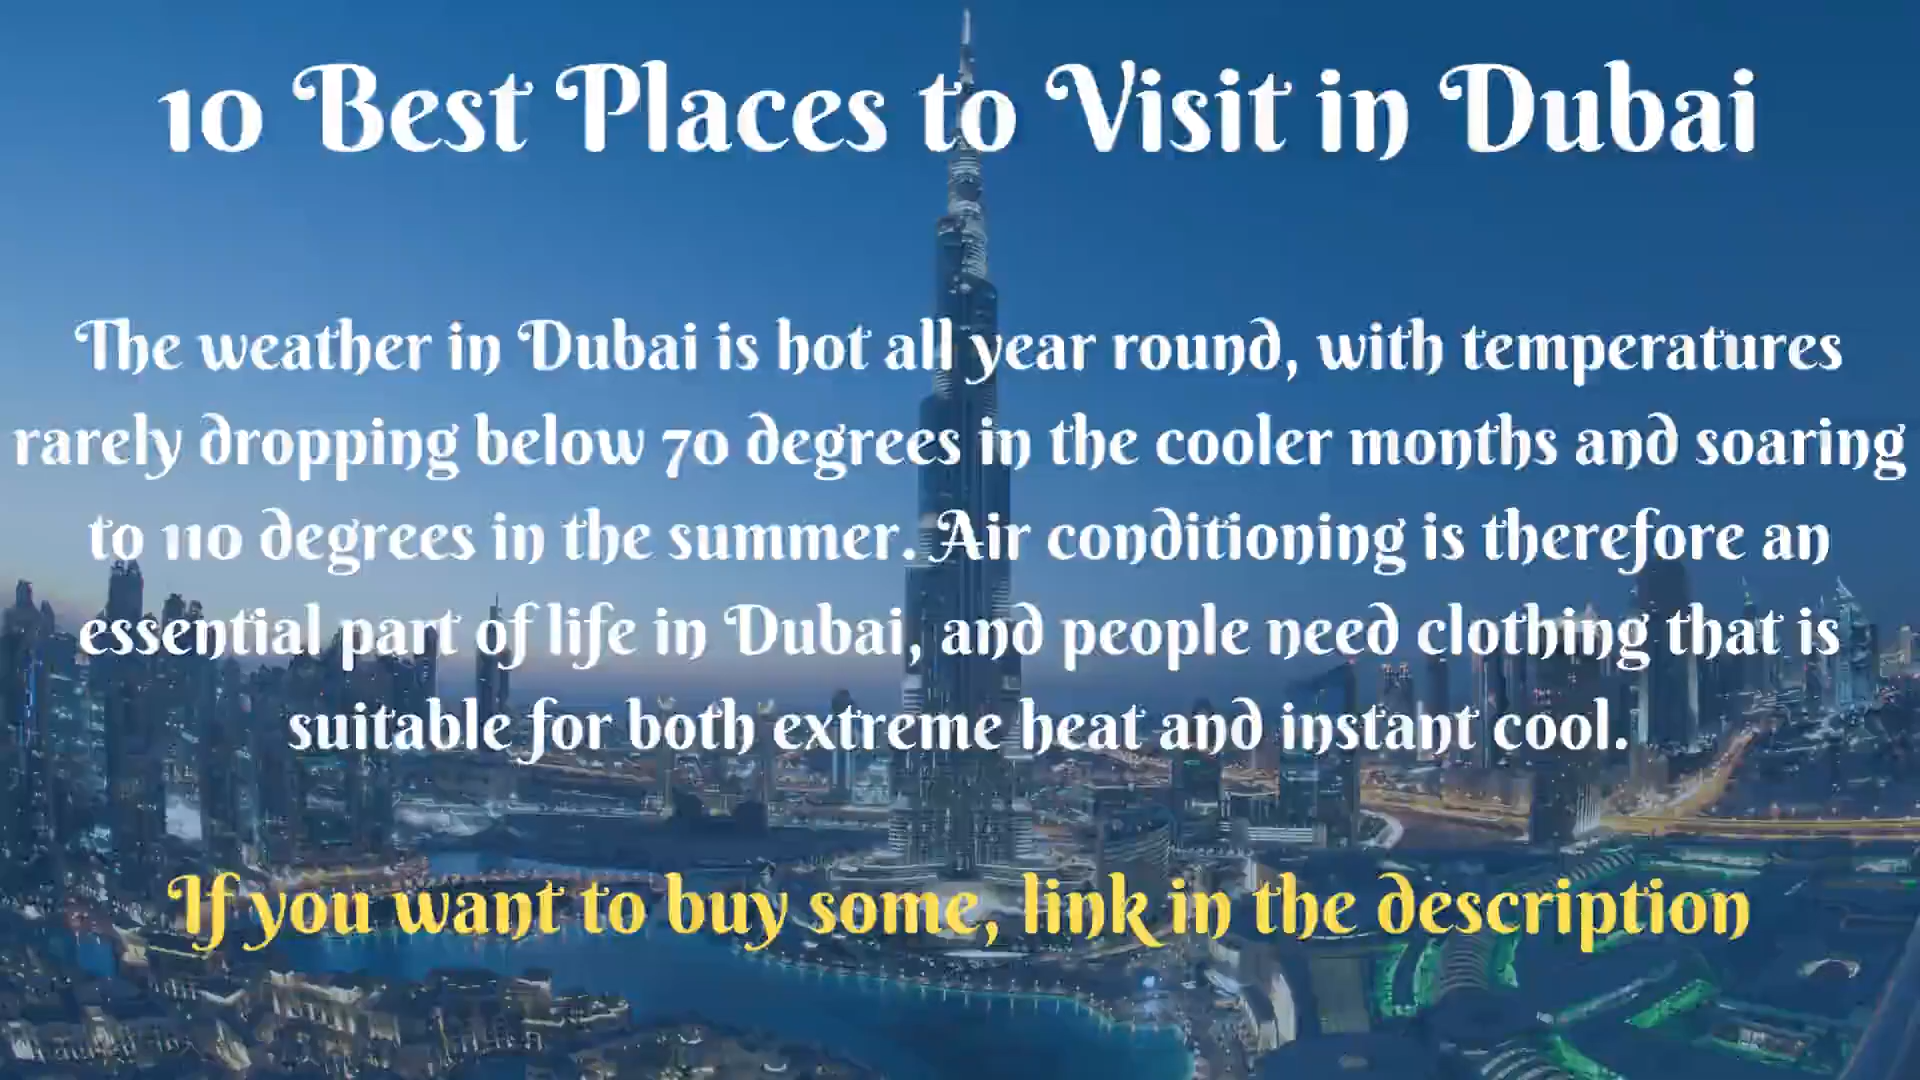 10 Best Places to Visit in Dubai
The weather in Dubai is hot all year round, with temperatures
rarely dropping below 70 degrees in the cooler months and soaring
to 110 degrees in the summer. Air conditioning is therefore an
essential part of life in Dubai, and people need clothing that is
suitable for both extreme heat and instant cool.
If you want to buy some, link in the description